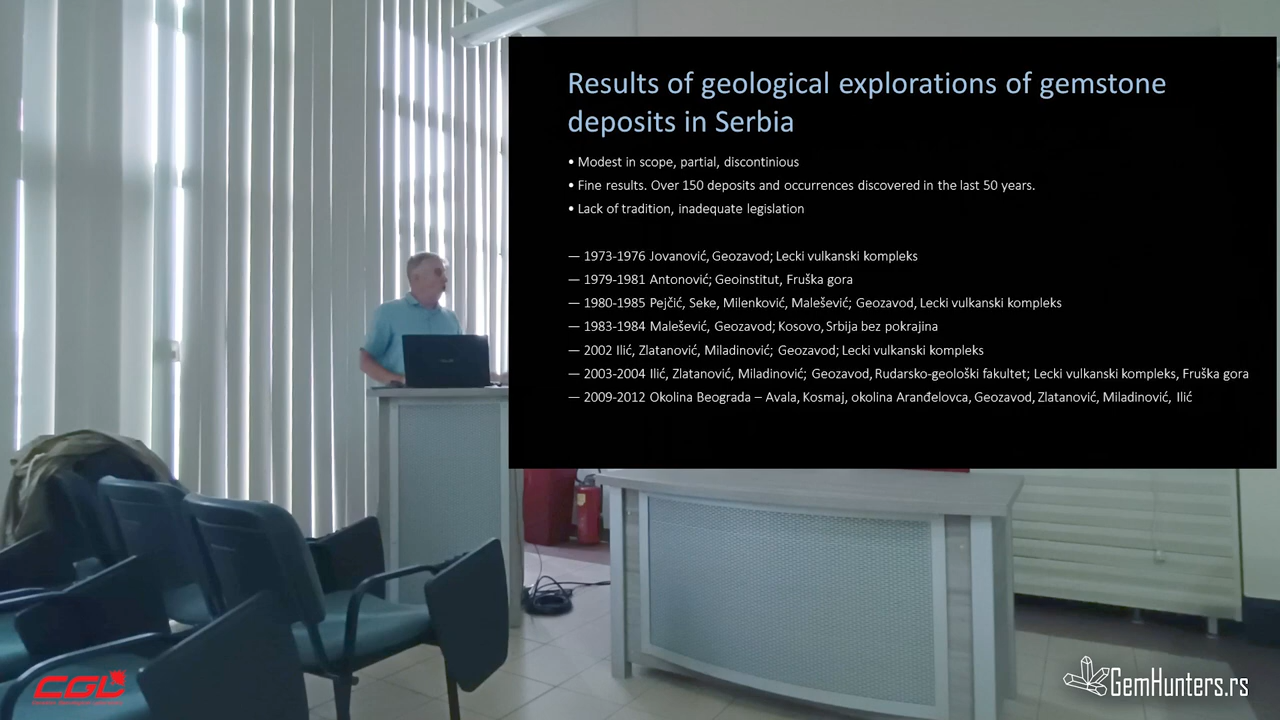 Results of geological explorations of gemstone
deposits in Serbia
• Modest in scope, partial, discontinious
• Fine results. Over 150 deposits and occurrences discovered in the last 50 years.
• Lack of tradition, inadequate legislation
— 1973-1976 Jovanović, Geozavod; Lecki vulkanski kompleks
— 1979-1981 Antonović; Geoinstitut, Fruška gora
— 1980-1985 Pejčić, Seke, Milenković, Malešević; Geozavod, Lecki vulkanski kompleks
— 1983-1984 Malešević, Geozavod; Kosovo, Srbija bez pokrajina
— 2002 Ilić, Zlatanović, Miladinović; Geozavod; Lecki vulkanski kompleks
— 2003-2004 Ilić, Zlatanović, Miladinović; Geozavod, Rudarsko-geološki fakultet; Lecki vulkanski kompleks, Fruška gora
— 2009-2012 Okolina Beograda – Avala, Kosmaj, okolina Aranđelovca, Geozavod, Zlatanović, Miladinović, Ilić
CGL
GemHunters.rs